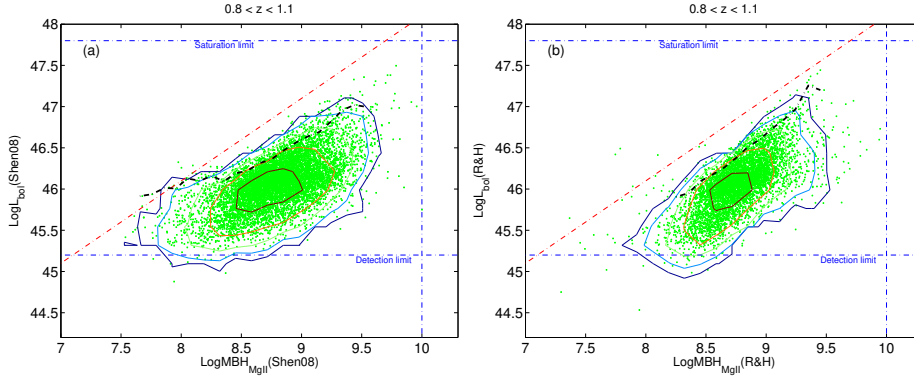 0.8 < z < 1.1
(a)
Saturation limit
Detection limit
48
47.5
47
46.5
46
45.5
45
44.5
LogL_bol(Shen08)
7 7.5 8 8.5 9 9.5 10
LogMBH_MgII(Shen08)
0.8 < z < 1.1
(b)
Saturation limit
Detection limit
48
47.5
47
46.5
46
45.5
45
44.5
LogL_bol(R&H)
7 7.5 8 8.5 9 9.5 10
LogMBH_MgII(R&H)